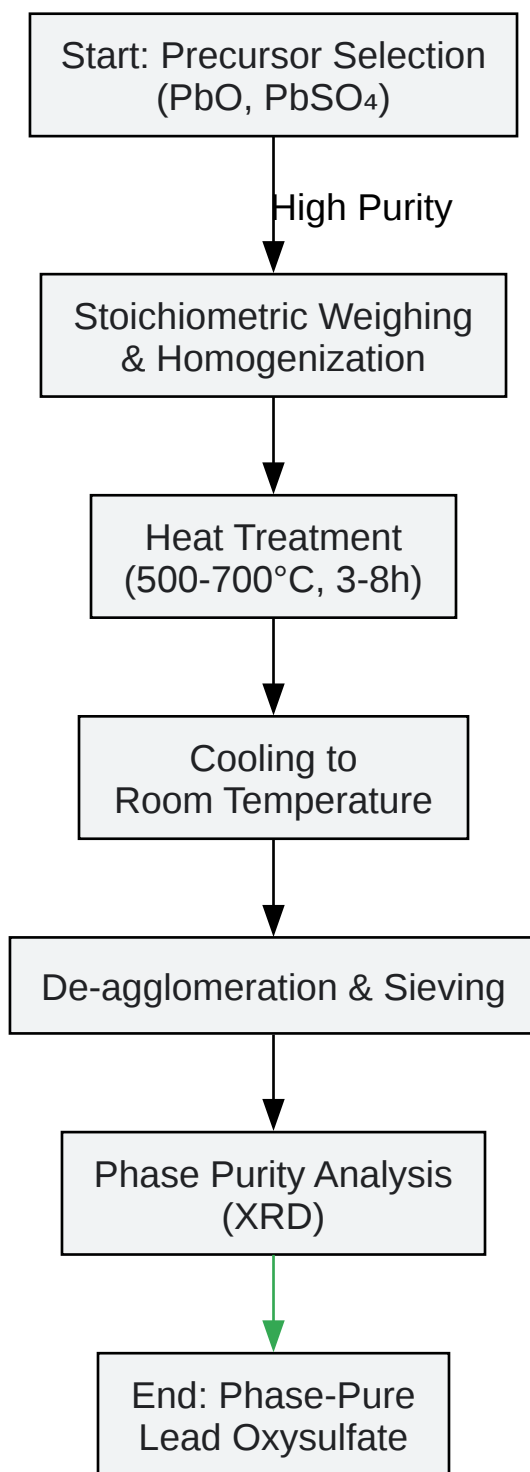 Start: Precursor Selection
(PbO, PbSO₄)
High Purity
Stoichiometric Weighing
& Homogenization
Heat Treatment
(500-700°C, 3-8h)
Cooling to
Room Temperature
De-agglomeration & Sieving
Phase Purity Analysis
(XRD)
End: Phase-Pure
Lead Oxysulfate